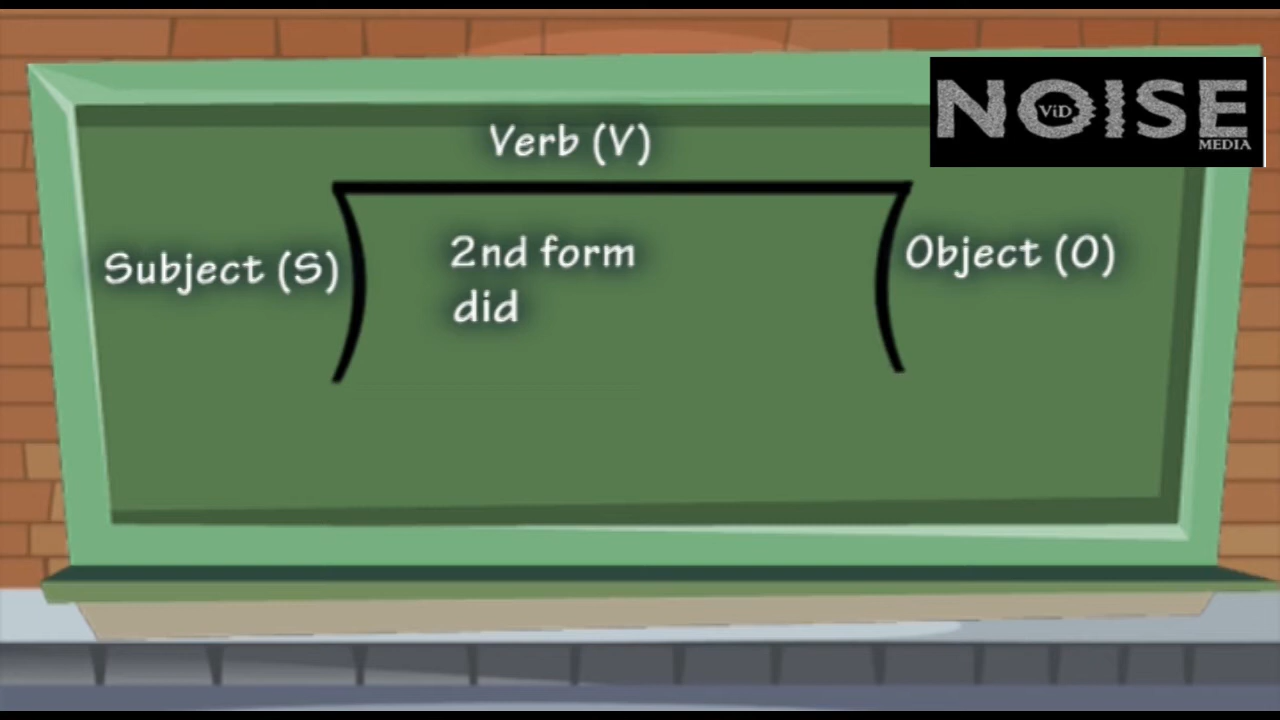 NOISE
ViD
MEDIA
Verb (V)
Subject (S)
2nd form
did
Object (O)